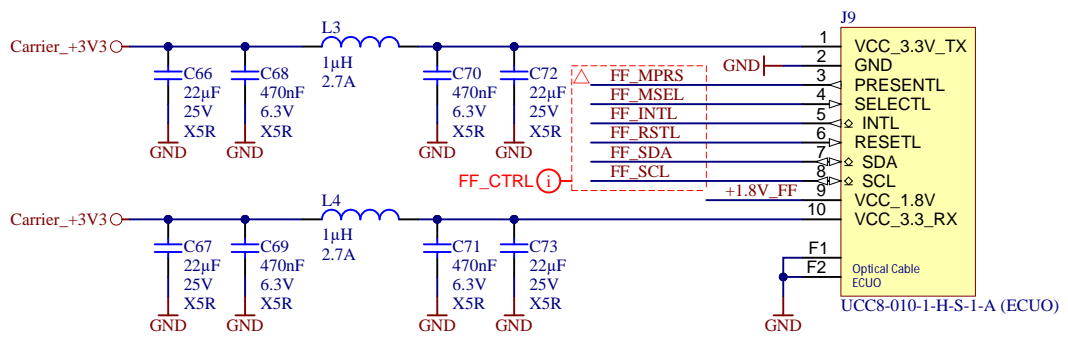 J9
L3
Carrier_+3V3
1 VCC_3.3V_TX
1µH
2.7A
GND 2 GND
C66
22µF
25V
X5R
GND
C68
470nF
6.3V
X5R
GND
C70
470nF
6.3V
X5R
GND
C72
22µF
25V
X5R
GND
FF_MPRS 3 PRESENTL
FF_MSEL 4 SELECTL
FF_INTL 5 INTL
FF_RSTL 6 RESETL
FF_SDA 7 SDA
FF_SCL 8 SCL
FF_CTRL i
+1.8V_FF 9 VCC_1.8V
L4
Carrier_+3V3
10 VCC_3.3_RX
1µH
2.7A
C67
22µF
25V
X5R
GND
C69
470nF
6.3V
X5R
GND
C71
470nF
6.3V
X5R
GND
C73
22µF
25V
X5R
GND
F1
F2
Optical Cable
ECUO
GND
UCC8-010-1-H-S-1-A (ECUO)